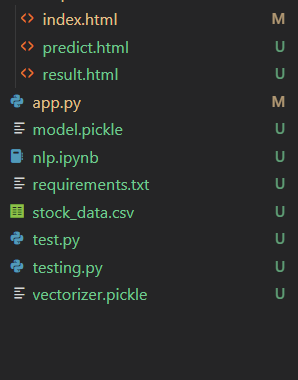 index.html M
predict.html U
result.html U
app.py M
model.pickle U
nlp.ipynb U
requirements.txt U
stock_data.csv U
test.py U
testing.py U
vectorizer.pickle U